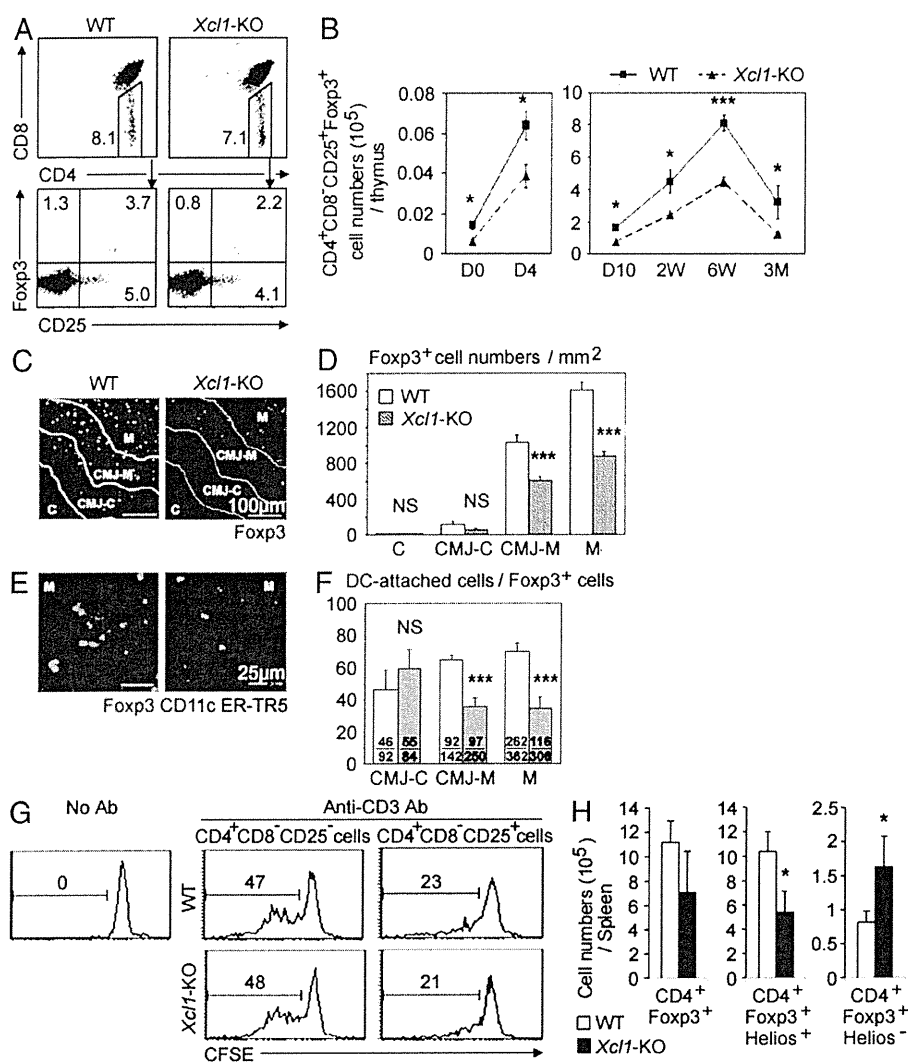 A
WT
Xcl1-KO
CD8
8.1
7.1
CD4
1.3
3.7
0.8
2.2
5.0
4.1
Foxp3
CD25
B
WT
Xcl1-KO
CD4+CD8-CD25+Foxp3+
cell numbers (10^5)
/ thymus
0.08
0.06
0.04
0.02
0
*
*
D0
D4
10
8
6
4
2
0
*
*
***
*
D10
2W
6W
3M
C
WT
Xcl1-KO
M
CMJ-M
CMJ-C
C
M
CMJ-M
CMJ-C
C
100μm
Foxp3
D
Foxp3+ cell numbers / mm2
1600
1200
800
400
0
WT
Xcl1-KO
NS
NS
***
***
C
CMJ-C
CMJ-M
M
E
M
M
25μm
Foxp3 CD11c ER-TR5
F
DC-attached cells / Foxp3+ cells
100
80
60
40
20
0
NS
***
***
46
92
55
84
92
142
97
250
262
382
116
306
CMJ-C
CMJ-M
M
G
No Ab
Anti-CD3 Ab
CD4+CD8-CD25-cells
CD4+CD8-CD25+cells
0
WT
47
23
Xcl1-KO
48
21
CFSE
H
Cell numbers (10^5)
/ Spleen
14
12
10
8
6
4
2
0
CD4+
Foxp3+
14
12
10
8
6
4
2
0
*
CD4+
Foxp3+
Helios+
2.5
2
1.5
1
0.5
0
*
CD4+
Foxp3+
Helios-
WT
Xcl1-KO